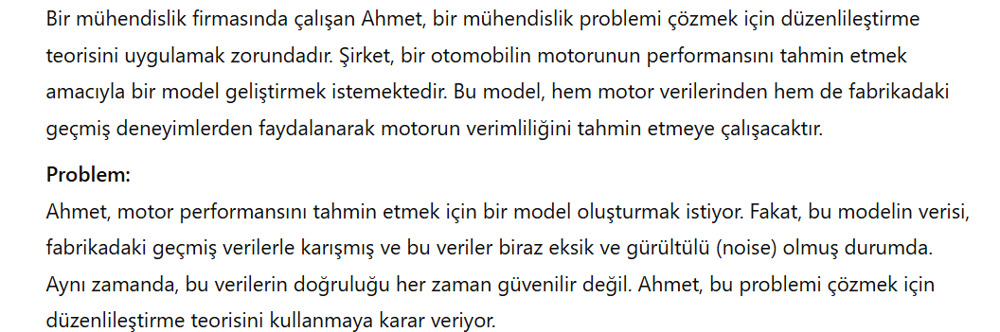 Bir mühendislik firmasında çalışan Ahmet, bir mühendislik problemi çözmek için düzenlileştirme
teorisini uygulamak zorundadır. Şirket, bir otomobilin motorunun performansını tahmin etmek
amacıyla bir model geliştirmek istemektedir. Bu model, hem motor verilerinden hem de fabrikadaki
geçmiş deneyimlerden faydalanarak motorun verimliliğini tahmin etmeye çalışacaktır.
Problem:
Ahmet, motor performansını tahmin etmek için bir model oluşturmak istiyor. Fakat, bu modelin verisi,
fabrikadaki geçmiş verilerle karışmış ve bu veriler biraz eksik ve gürültülü (noise) olmuş durumda.
Aynı zamanda, bu verilerin doğruluğu her zaman güvenilir değil. Ahmet, bu problemi çözmek için
düzenlileştirme teorisini kullanmaya karar veriyor.